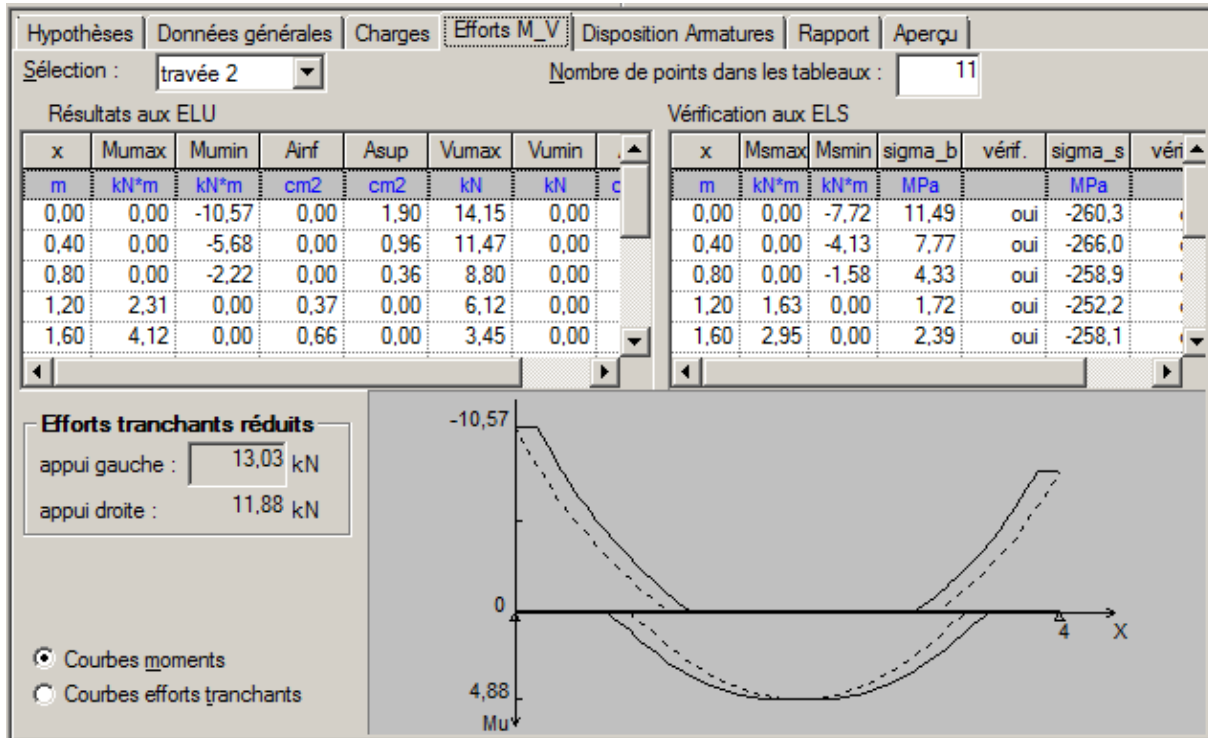 Hypothèses Données générales Charges Efforts M_V Disposition Armatures Rapport Aperçu
Sélection : travée 2 Nombre de points dans les tableaux : 11
Résultats aux ELU Vérification aux ELS
x Mumax Mumin Ainf Asup Vumax Vumin x Msmax Msmin sigma_b vérif. sigma_s véri
m kN*m kN*m cm2 cm2 kN kN c m kN*m kN*m MPa MPa
0,00 0,00 -10,57 0,00 1,90 14,15 0,00 0,00 0,00 -7,72 11,49 oui -260,3
0,40 0,00 -5,68 0,00 0,96 11,47 0,00 0,40 0,00 -4,13 7,77 oui -266,0
0,80 0,00 -2,22 0,00 0,36 8,80 0,00 0,80 0,00 -1,58 4,33 oui -258,9
1,20 2,31 0,00 0,37 0,00 6,12 0,00 1,20 1,63 0,00 1,72 oui -252,2
1,60 4,12 0,00 0,66 0,00 3,45 0,00 1,60 2,95 0,00 2,39 oui -258,1
Efforts tranchants réduits
appui gauche : 13,03 kN
appui droite : 11,88 kN
Courbes moments
Courbes efforts tranchants
-10,57
0
4 X
4,88
Mu